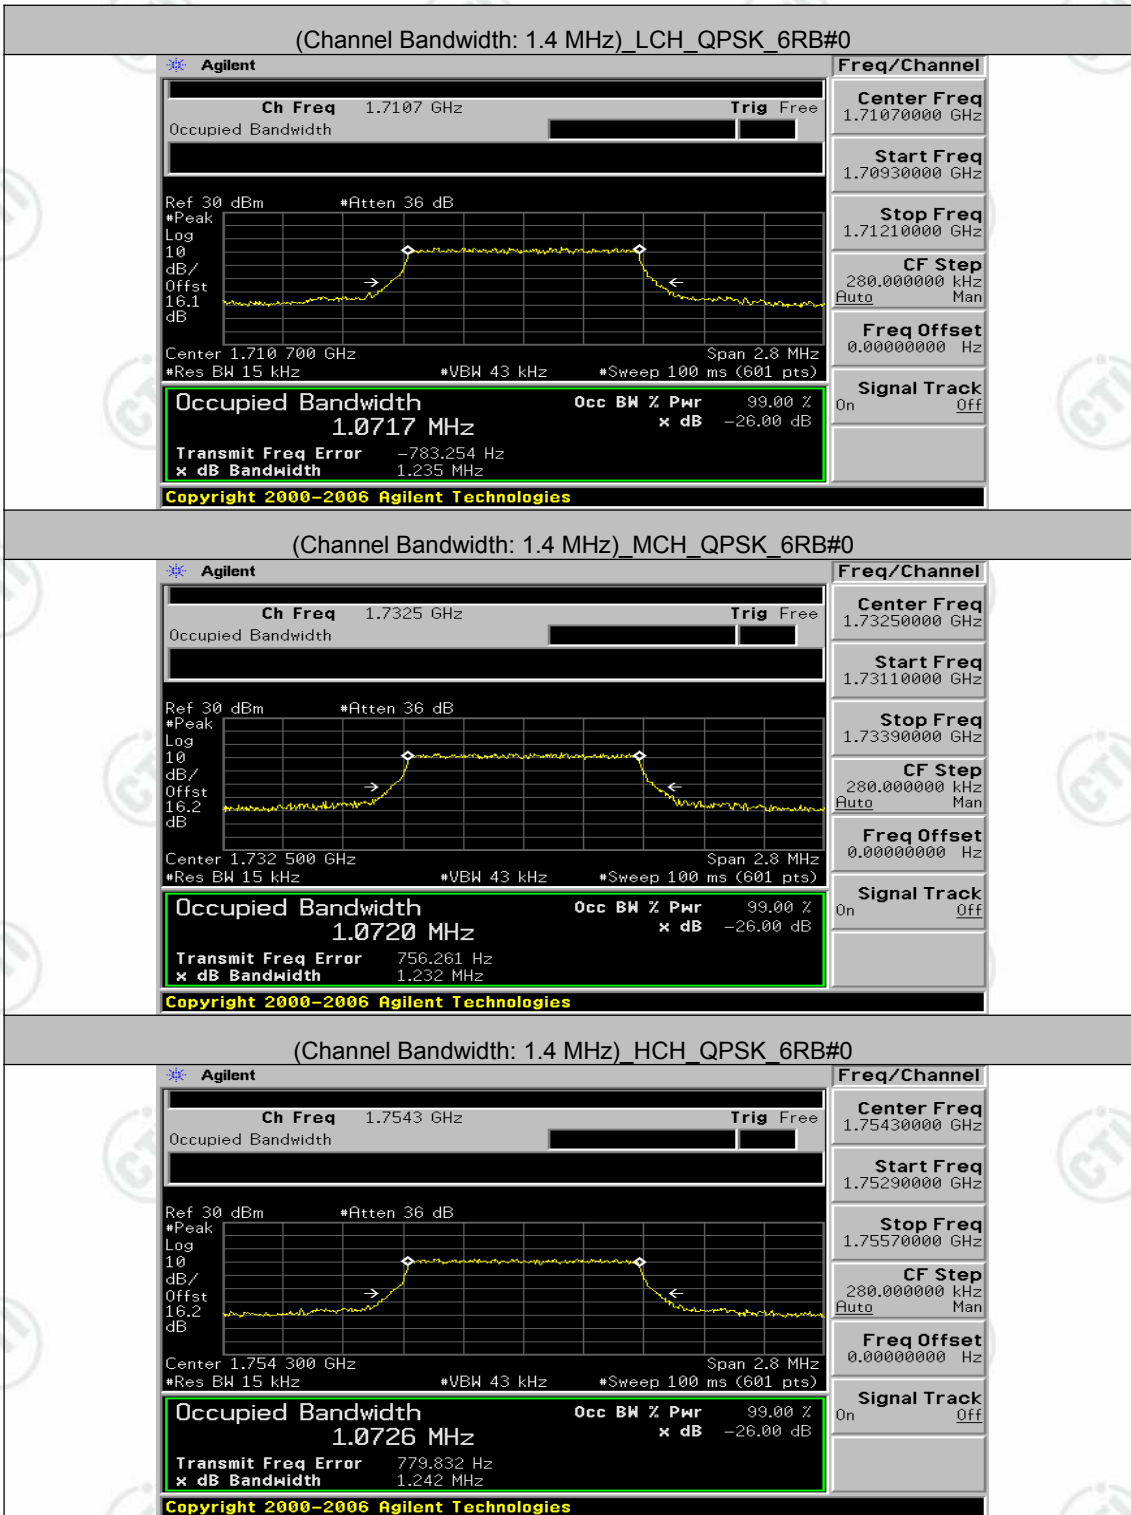 (Channel Bandwidth: 1.4 MHz)_LCH_QPSK_6RB#0
Agilent
Freq/Channel
Ch Freq 1.7107 GHz Trig Free
Occupied Bandwidth
Center Freq
1.71070000 GHz
Start Freq
1.70930000 GHz
Stop Freq
1.71210000 GHz
CF Step
280.000000 kHz
Auto Man
Freq Offset
0.00000000 Hz
Signal Track
On Off
Ref 30 dBm #Atten 36 dB
#Peak
Log
10
dB/
Offst
16.1
dB
Center 1.710 700 GHz Span 2.8 MHz
#Res BW 15 kHz #VBW 43 kHz #Sweep 100 ms (601 pts)
Occupied Bandwidth Occ BW % Pwr 99.00 %
1.0717 MHz x dB -26.00 dB
Transmit Freq Error -783.254 Hz
x dB Bandwidth 1.235 MHz
Copyright 2000-2006 Agilent Technologies
(Channel Bandwidth: 1.4 MHz)_MCH_QPSK_6RB#0
Agilent
Freq/Channel
Ch Freq 1.7325 GHz Trig Free
Occupied Bandwidth
Center Freq
1.73250000 GHz
Start Freq
1.73110000 GHz
Stop Freq
1.73390000 GHz
CF Step
280.000000 kHz
Auto Man
Freq Offset
0.00000000 Hz
Signal Track
On Off
Ref 30 dBm #Atten 36 dB
#Peak
Log
10
dB/
Offst
16.2
dB
Center 1.732 500 GHz Span 2.8 MHz
#Res BW 15 kHz #VBW 43 kHz #Sweep 100 ms (601 pts)
Occupied Bandwidth Occ BW % Pwr 99.00 %
1.0720 MHz x dB -26.00 dB
Transmit Freq Error 756.261 Hz
x dB Bandwidth 1.232 MHz
Copyright 2000-2006 Agilent Technologies
(Channel Bandwidth: 1.4 MHz)_HCH_QPSK_6RB#0
Agilent
Freq/Channel
Ch Freq 1.7543 GHz Trig Free
Occupied Bandwidth
Center Freq
1.75430000 GHz
Start Freq
1.75290000 GHz
Stop Freq
1.75570000 GHz
CF Step
280.000000 kHz
Auto Man
Freq Offset
0.00000000 Hz
Signal Track
On Off
Ref 30 dBm #Atten 36 dB
#Peak
Log
10
dB/
Offst
16.2
dB
Center 1.754 300 GHz Span 2.8 MHz
#Res BW 15 kHz #VBW 43 kHz #Sweep 100 ms (601 pts)
Occupied Bandwidth Occ BW % Pwr 99.00 %
1.0726 MHz x dB -26.00 dB
Transmit Freq Error 779.832 Hz
x dB Bandwidth 1.242 MHz
Copyright 2000-2006 Agilent Technologies
CTI
CTI
CTI
CTI
CTI
CTI